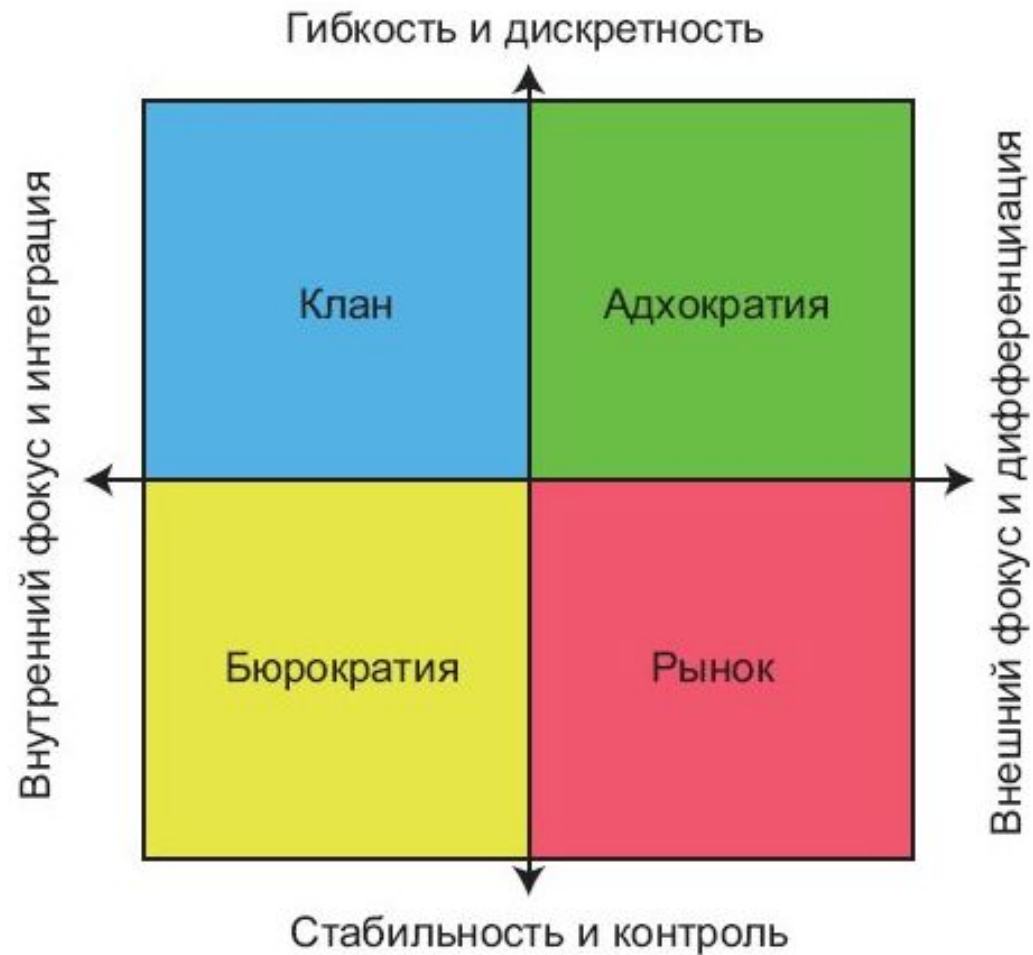 Гибкость и дискретность
Внутренний фокус и интеграция
Клан
Адхократия
Внешний фокус и дифференциация
Бюрократия
Рынок
Стабильность и контроль